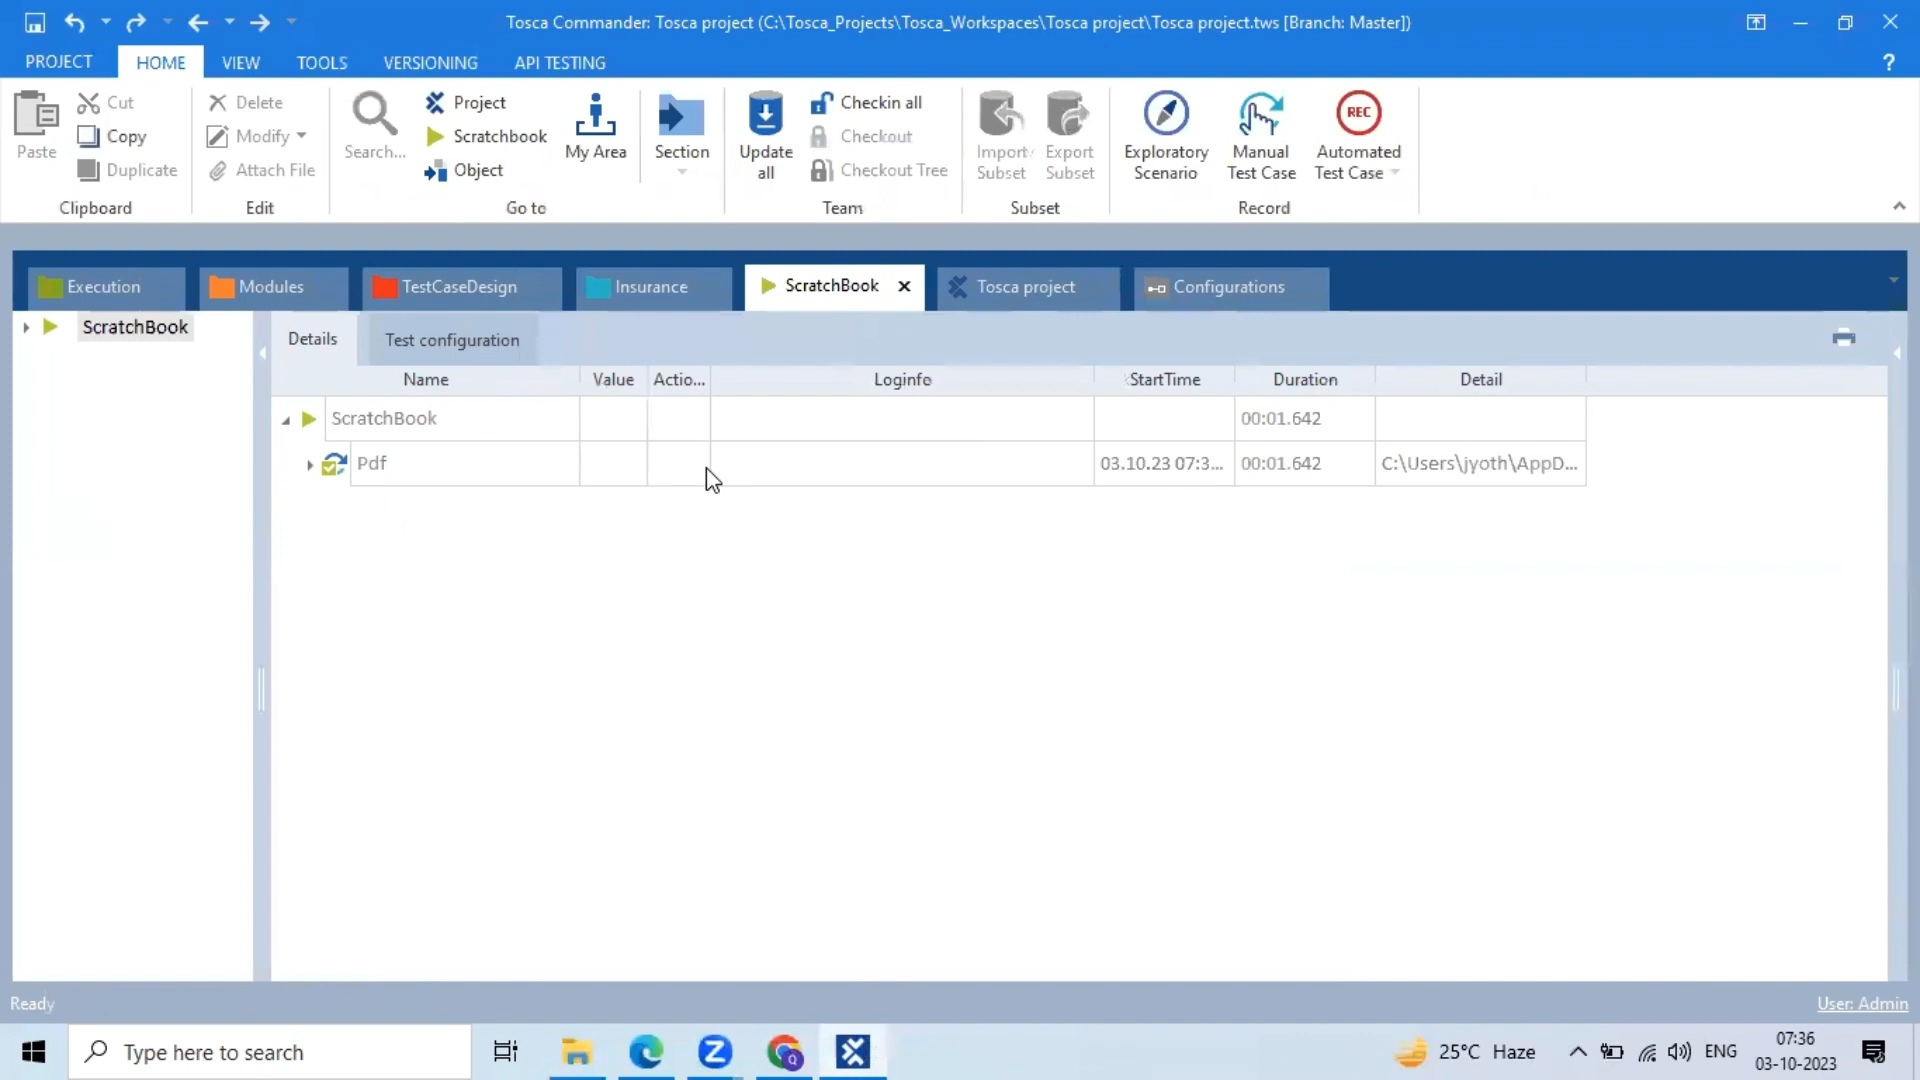 Tosca Commander: Tosca project (C:\Tosca_Projects\Tosca_Workspaces\Tosca project\Tosca project.tws [Branch: Master])
PROJECT HOME VIEW TOOLS VERSIONING API TESTING ?
Paste Cut Copy Duplicate
Clipboard
Delete Modify Attach File
Edit
Search... Project Scratchbook Object My Area Section
Go to
Update all Checkin all Checkout Checkout Tree
Team
Import Subset Export Subset
Subset
Exploratory Scenario Manual Test Case REC Automated Test Case
Record
Execution Modules TestCaseDesign Insurance ScratchBook Tosca project Configurations
ScratchBook
Details Test configuration
Name Value Actio... Loginfo StartTime Duration Detail
ScratchBook 00:01.642
Pdf 03.10.23 07:3... 00:01.642 C:\Users\jyoth\AppD...
Ready User: Admin
Type here to search
25°C Haze ENG
07:36
03-10-2023